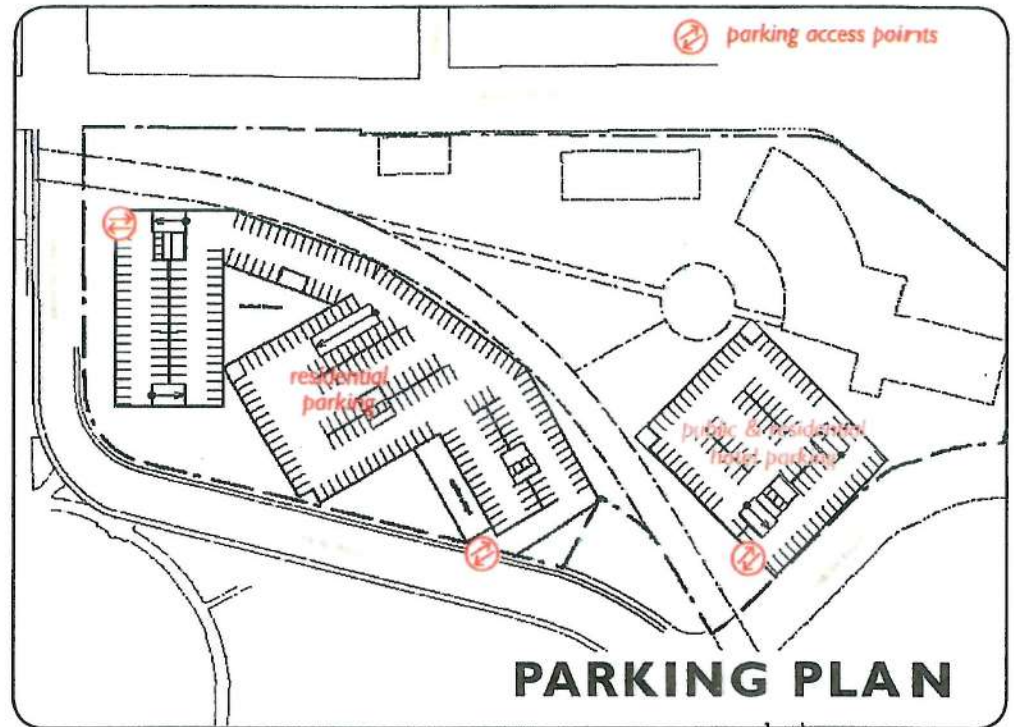 parking access points
residential
parking
public & residential
hotel parking
PARKING PLAN